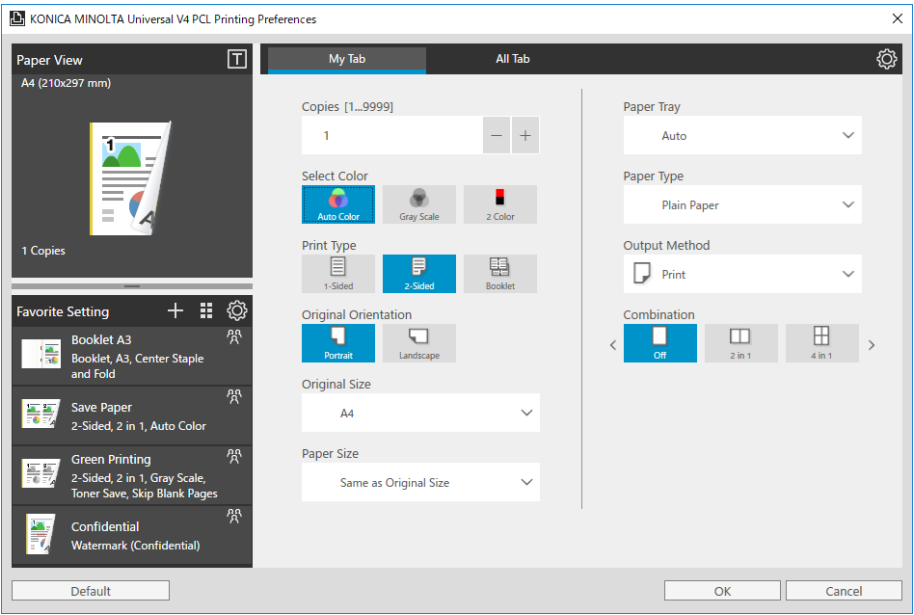 KONICA MINOLTA Universal V4 PCL Printing Preferences
Paper View
T
A4 (210x297 mm)
1
A
1 Copies
Favorite Setting
Booklet A3
Booklet, A3, Center Staple
and Fold
Save Paper
2-Sided, 2 in 1, Auto Color
Green Printing
2-Sided, 2 in 1, Gray Scale,
Toner Save, Skip Blank Pages
Confidential
Watermark (Confidential)
My Tab
All Tab
Copies [1...9999]
1
Select Color
Auto Color
Gray Scale
2 Color
Print Type
1-Sided
2-Sided
Booklet
Original Orientation
Portrait
Landscape
Original Size
A4
Paper Size
Same as Original Size
Paper Tray
Auto
Paper Type
Plain Paper
Output Method
Print
Combination
Off
2 in 1
4 in 1
Default
OK
Cancel